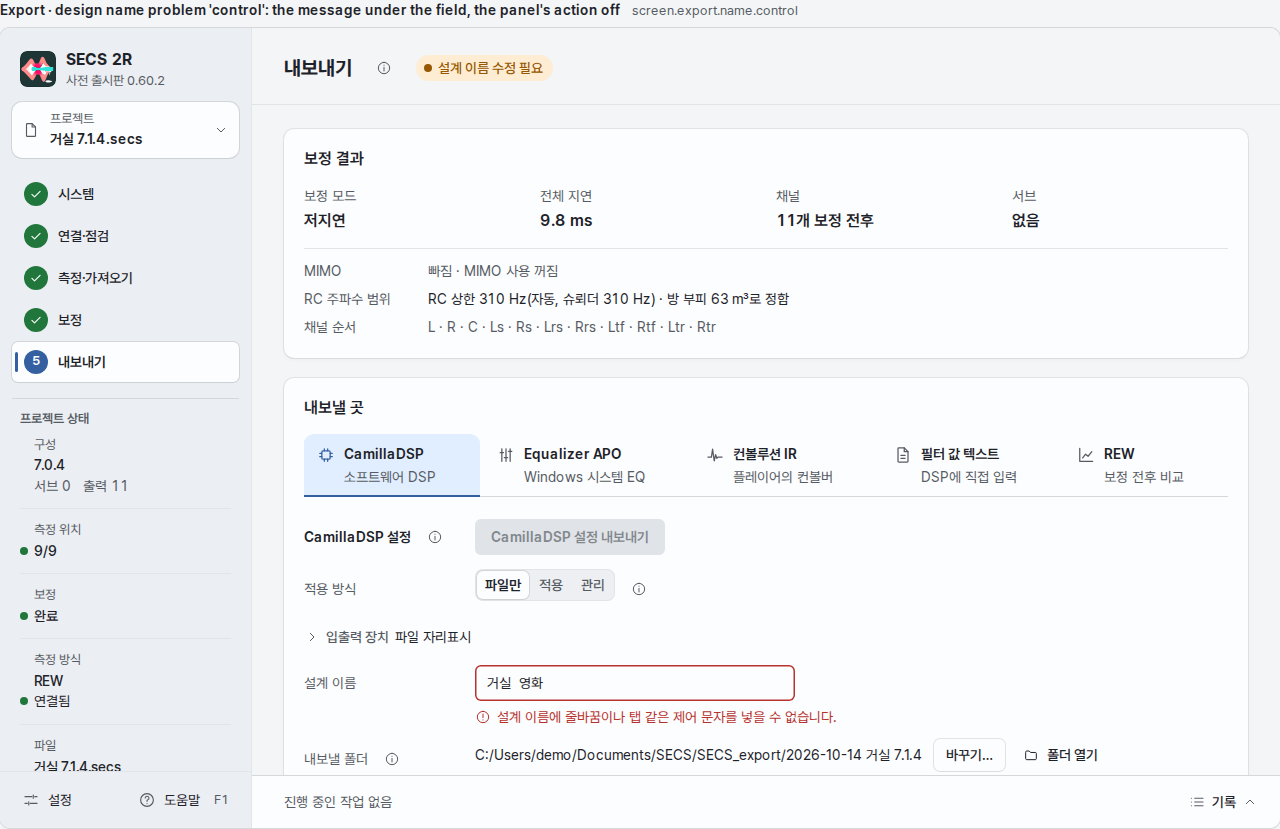 Export · design name problem 'control': the message under the field, the panel's action off screen.export.name.control
SECS 2R
사전 출시판 0.60.2
프로젝트
거실 7.1.4.secs
시스템
연결·점검
측정·가져오기
보정
5 내보내기
프로젝트 상태
구성
7.0.4
서브 0 출력 11
측정 위치
9/9
보정
완료
측정 방식
REW
연결됨
파일
거실 7.1.4.secs
설정 도움말 F1
내보내기 설계 이름 수정 필요
보정 결과
보정 모드 전체 지연 채널 서브
저지연 9.8 ms 11개 보정 전후 없음
MIMO 빠짐 · MIMO 사용 꺼짐
RC 주파수 범위 RC 상한 310 Hz(자동, 슈뢰더 310 Hz) · 방 부피 63 m³로 정함
채널 순서 L · R · C · Ls · Rs · Lrs · Rrs · Ltf · Rtf · Ltr · Rtr
내보낼 곳
CamillaDSP Equalizer APO 컨볼루션 IR 필터 값 텍스트 REW
소프트웨어 DSP Windows 시스템 EQ 플레이어의 컨볼버 DSP에 직접 입력 보정 전후 비교
CamillaDSP 설정 CamillaDSP 설정 내보내기
적용 방식 파일만 적용 관리
입출력 장치 파일 자리표시
설계 이름 거실 영화
설계 이름에 줄바꿈이나 탭 같은 제어 문자를 넣을 수 없습니다.
내보낼 폴더 C:/Users/demo/Documents/SECS/SECS_export/2026-10-14 거실 7.1.4 바꾸기... 폴더 열기
진행 중인 작업 없음 기록